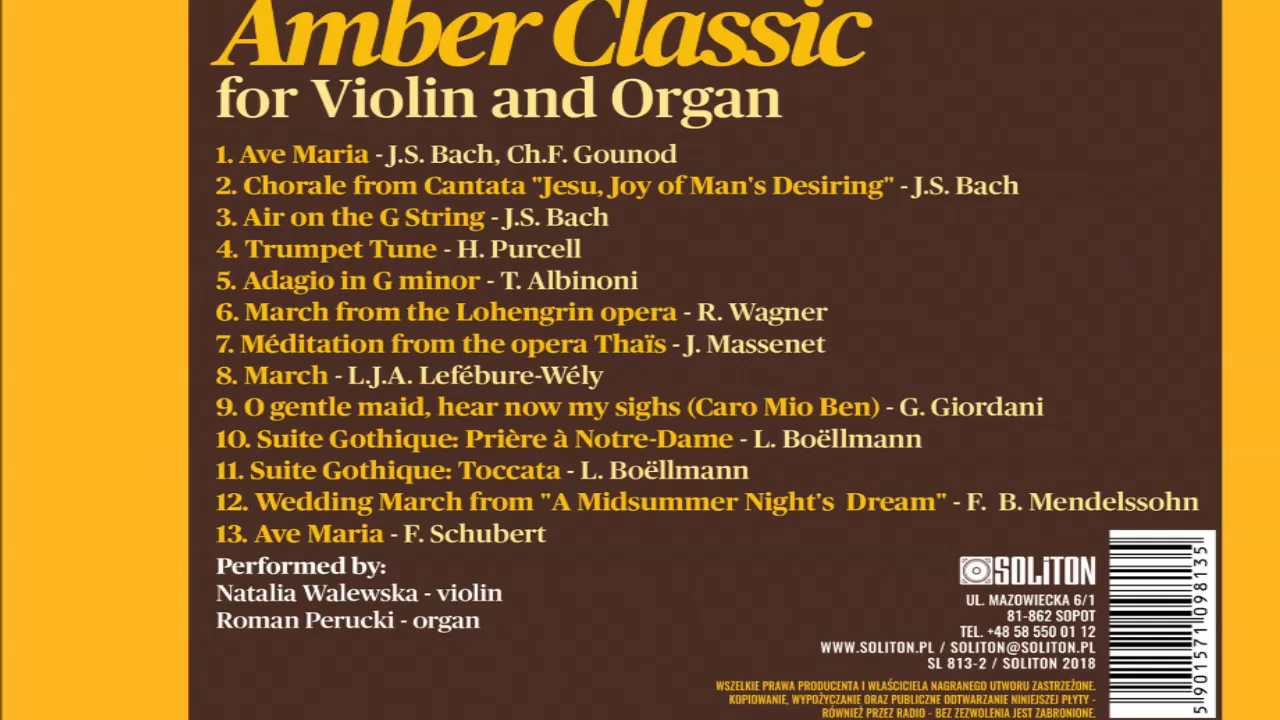 Amber Classic
for Violin and Organ
1. Ave Maria - J.S. Bach, Ch.F. Gounod
2. Chorale from Cantata "Jesu, Joy of Man's Desiring" - J.S. Bach
3. Air on the G String - J.S. Bach
4. Trumpet Tune - H. Purcell
5. Adagio in G minor - T. Albinoni
6. March from the Lohengrin opera - R. Wagner
7. Méditation from the opera Thaïs - J. Massenet
8. March - L.J.A. Lefébure-Wély
9. O gentle maid, hear now my sighs (Caro Mio Ben) - G. Giordani
10. Suite Gothique: Prière à Notre-Dame - L. Boëllmann
11. Suite Gothique: Toccata - L. Boëllmann
12. Wedding March from "A Midsummer Night's  Dream" - F.  B. Mendelssohn
13. Ave Maria - F. Schubert
Performed by:
Natalia Walewska - violin
Roman Perucki - organ
SOLITON
UL. MAZOWIECKA 6/1
81-862 SOPOT
TEL. +48 58 550 01 12
WWW.SOLITON.PL / SOLITON@SOLITON.PL
SL 813-2 / SOLITON 2018
WSZELKIE PRAWA PRODUCENTA I WŁAŚCICIELA NAGRANEGO UTWORU ZASTRZEŻONE.
KOPIOWANIE, WYPOŻYCZANIE ORAZ PUBLICZNE ODTWARZANIE NINIEJSZEJ PŁYTY -
RÓWNIEŻ PRZEZ RADIO - BEZ ZEZWOLENIA JEST ZABRONIONE.
5 901571 098135